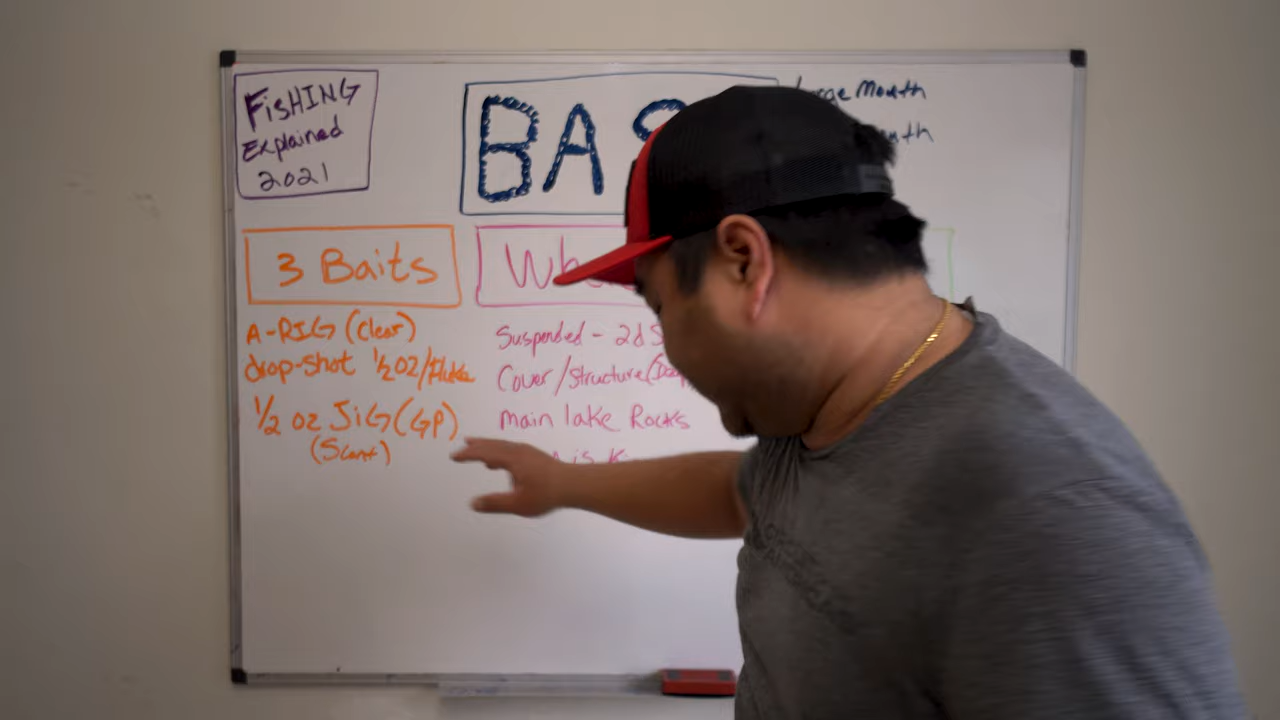 FisHING
Explained
2021
BAS
Large Mouth
3 Baits
A-RIG (Clear)
drop-shot 1/2 oz/Fluke
1/2 oz JiG (GP)
(Scent)
Suspended - 2d
Cover/Structure
main lake Rocks